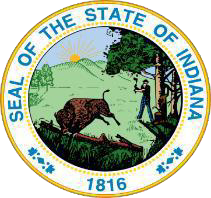 SEAL OF THE STATE OF INDIANA
1816